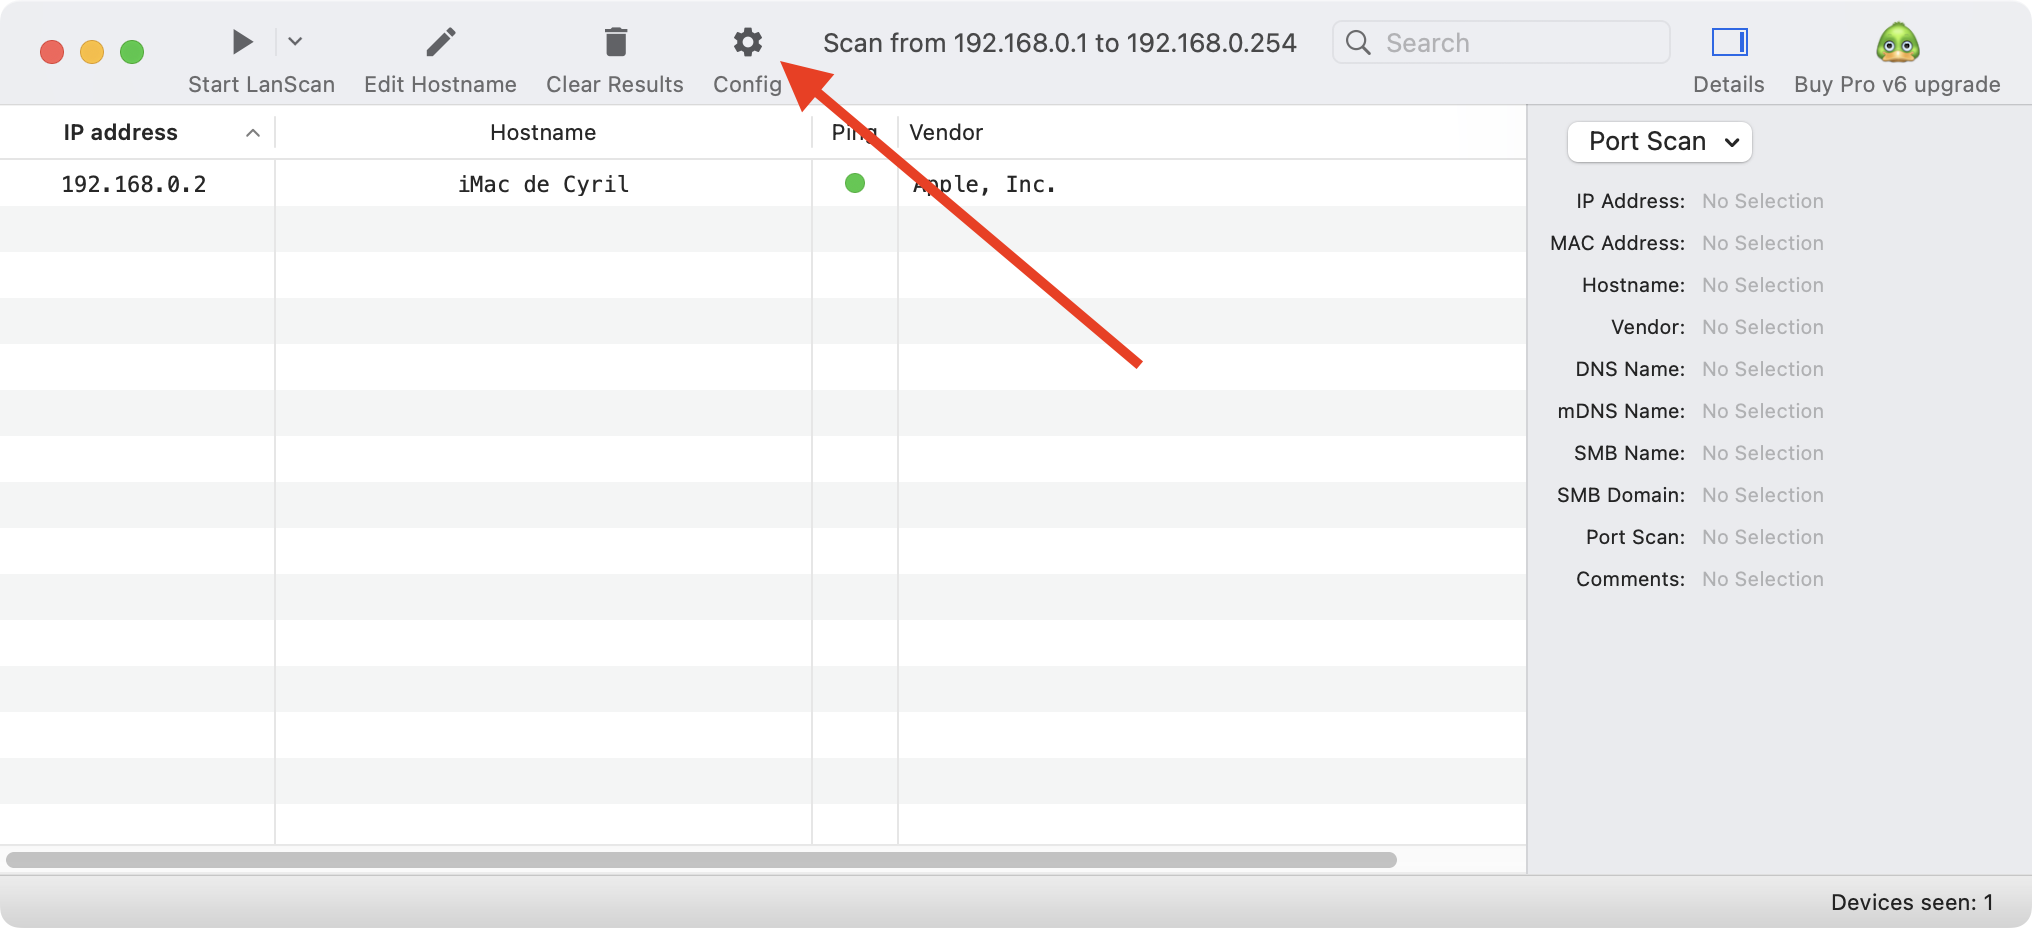 Scan from 192.168.0.1 to 192.168.0.254
Search
Start LanScan
Edit Hostname
Clear Results
Config
Details
Buy Pro v6 upgrade
IP address
Hostname
Ping
Vendor
192.168.0.2
iMac de Cyril
Apple, Inc.
Port Scan
IP Address: No Selection
MAC Address: No Selection
Hostname: No Selection
Vendor: No Selection
DNS Name: No Selection
mDNS Name: No Selection
SMB Name: No Selection
SMB Domain: No Selection
Port Scan: No Selection
Comments: No Selection
Devices seen: 1